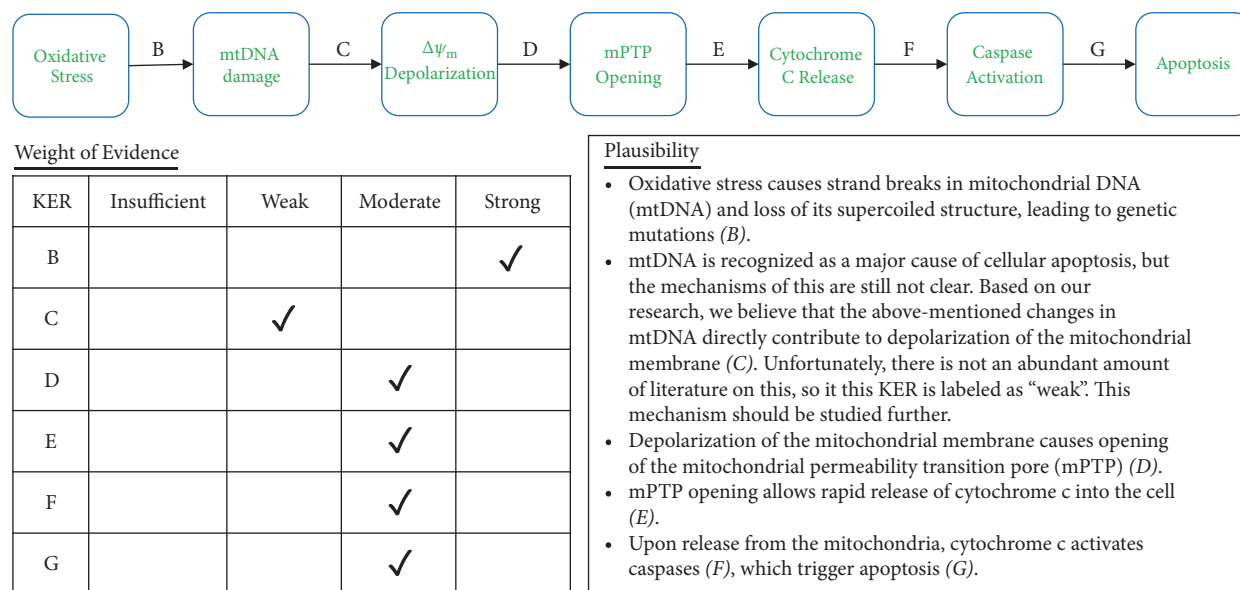 B C D E F G
Oxidative
Stress
mtDNA
damage
Δψm
Depolarization
mPTP
Opening
Cytochrome
C Release
Caspase
Activation
Apoptosis
Weight of Evidence
KER Insufficient Weak Moderate Strong
B ✓
C ✓
D ✓
E ✓
F ✓
G ✓
Plausibility
• Oxidative stress causes strand breaks in mitochondrial DNA
(mtDNA) and loss of its supercoiled structure, leading to genetic
mutations (B).
• mtDNA is recognized as a major cause of cellular apoptosis, but
the mechanisms of this are still not clear. Based on our
research, we believe that the above-mentioned changes in
mtDNA directly contribute to depolarization of the mitochondrial
membrane (C). Unfortunately, there is not an abundant amount
of literature on this, so it this KER is labeled as “weak”. This
mechanism should be studied further.
• Depolarization of the mitochondrial membrane causes opening
of the mitochondrial permeability transition pore (mPTP) (D).
• mPTP opening allows rapid release of cytochrome c into the cell
(E).
• Upon release from the mitochondria, cytochrome c activates
caspases (F), which trigger apoptosis (G).